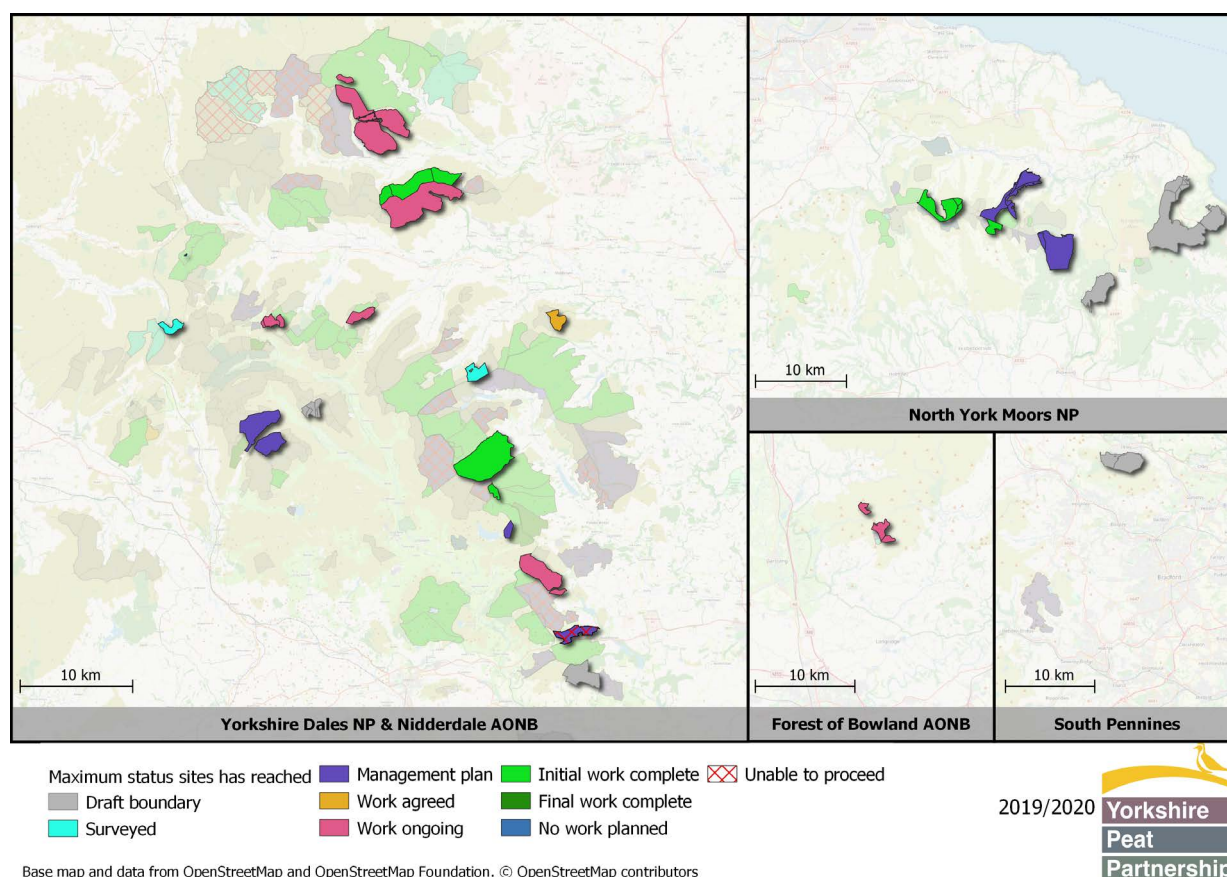 10 km
Yorkshire Dales NP & Nidderdale AONB
10 km
North York Moors NP
10 km
Forest of Bowland AONB
10 km
South Pennines
Maximum status sites has reached
Draft boundary
Surveyed
Management plan
Work agreed
Work ongoing
Initial work complete
Final work complete
No work planned
Unable to proceed
2019/2020
Yorkshire
Peat
Partnership
Base map and data from OpenStreetMap and OpenStreetMap Foundation. © OpenStreetMap contributors